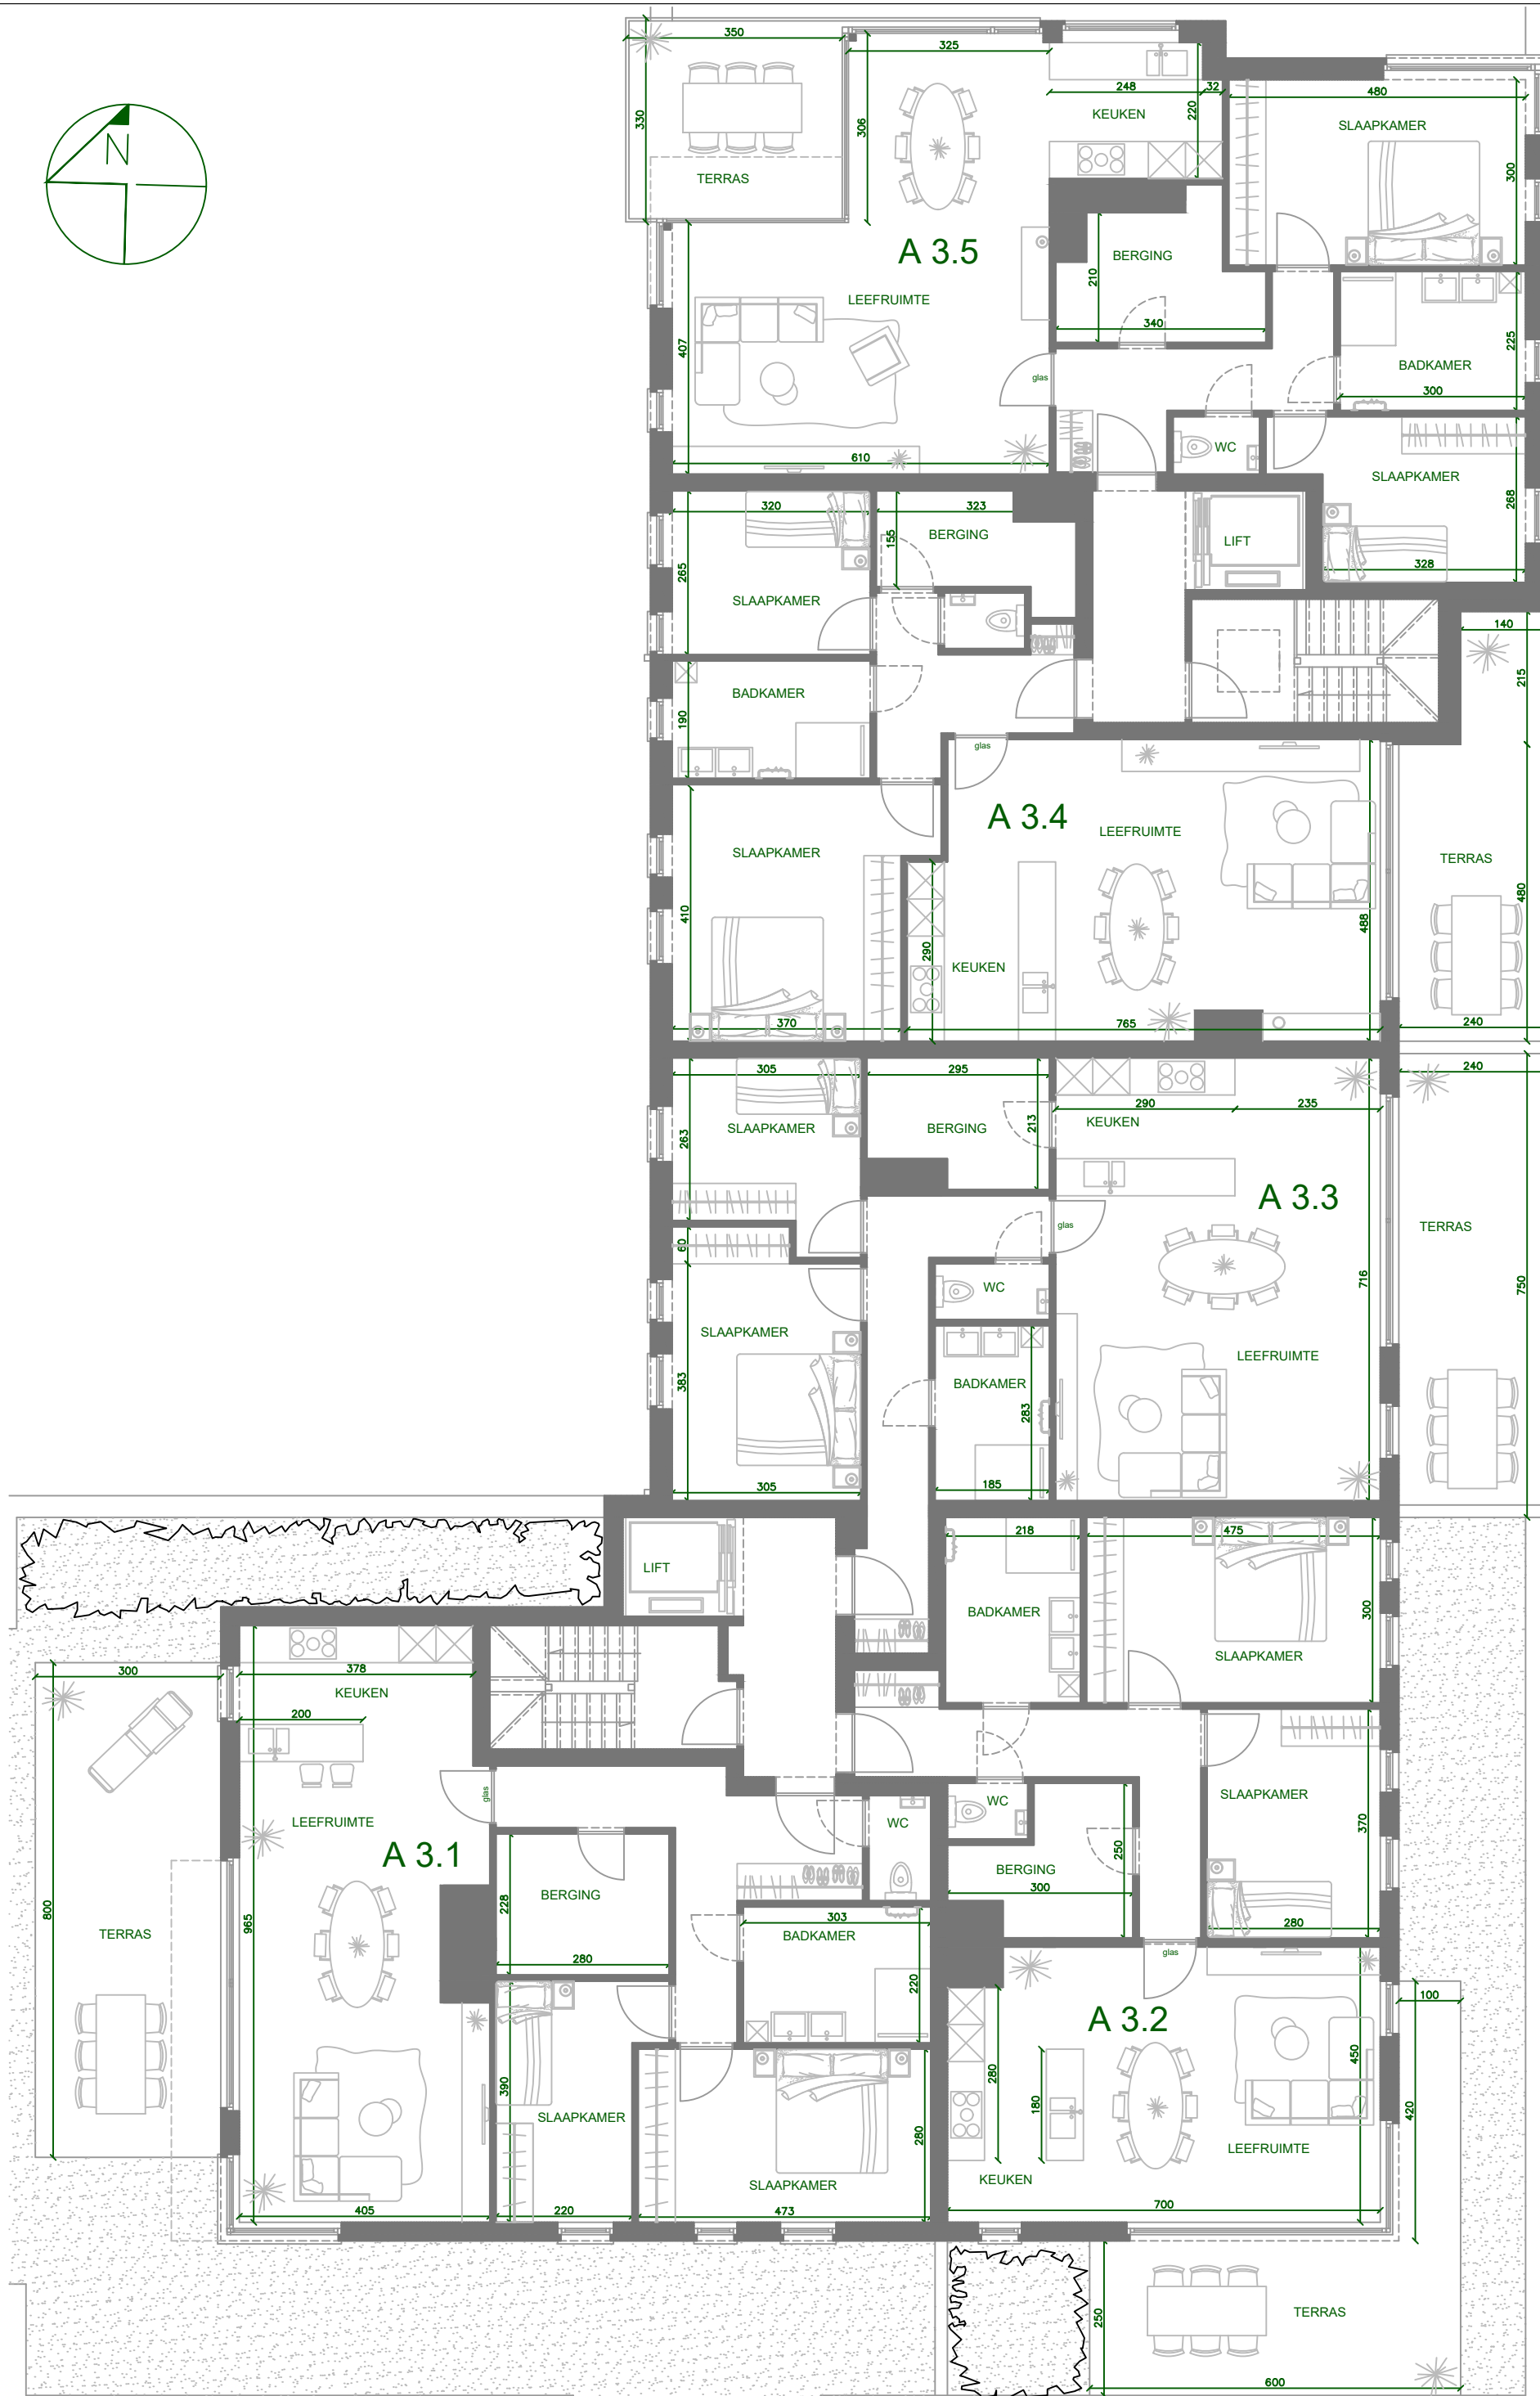 350
325
248
32
480
330
306
220
N
KEUKEN
SLAAPKAMER
TERRAS
300
A 3.5
BERGING
210
LEEFRUIMTE
340
407
225
BADKAMER
glas
300
WC
610
SLAAPKAMER
268
320
323
BERGING
155
LIFT
328
265
SLAAPKAMER
140
215
BADKAMER
190
glas
A 3.4
LEEFRUIMTE
SLAAPKAMER
TERRAS
480
410
488
290
KEUKEN
370
765
240
305
295
240
290
235
SLAAPKAMER
263
BERGING
213
KEUKEN
A 3.3
glas
TERRAS
60
716
750
WC
SLAAPKAMER
LEEFRUIMTE
383
BADKAMER
283
305
185
218
475
LIFT
BADKAMER
300
SLAAPKAMER
300
378
KEUKEN
200
glas
SLAAPKAMER
370
LEEFRUIMTE
WC
WC
A 3.1
250
BERGING
300
BERGING
228
800
965
303
280
TERRAS
BADKAMER
280
220
glas
100
A 3.2
280
180
450
420
390
SLAAPKAMER
280
LEEFRUIMTE
SLAAPKAMER
KEUKEN
405
220
473
700
250
TERRAS
600